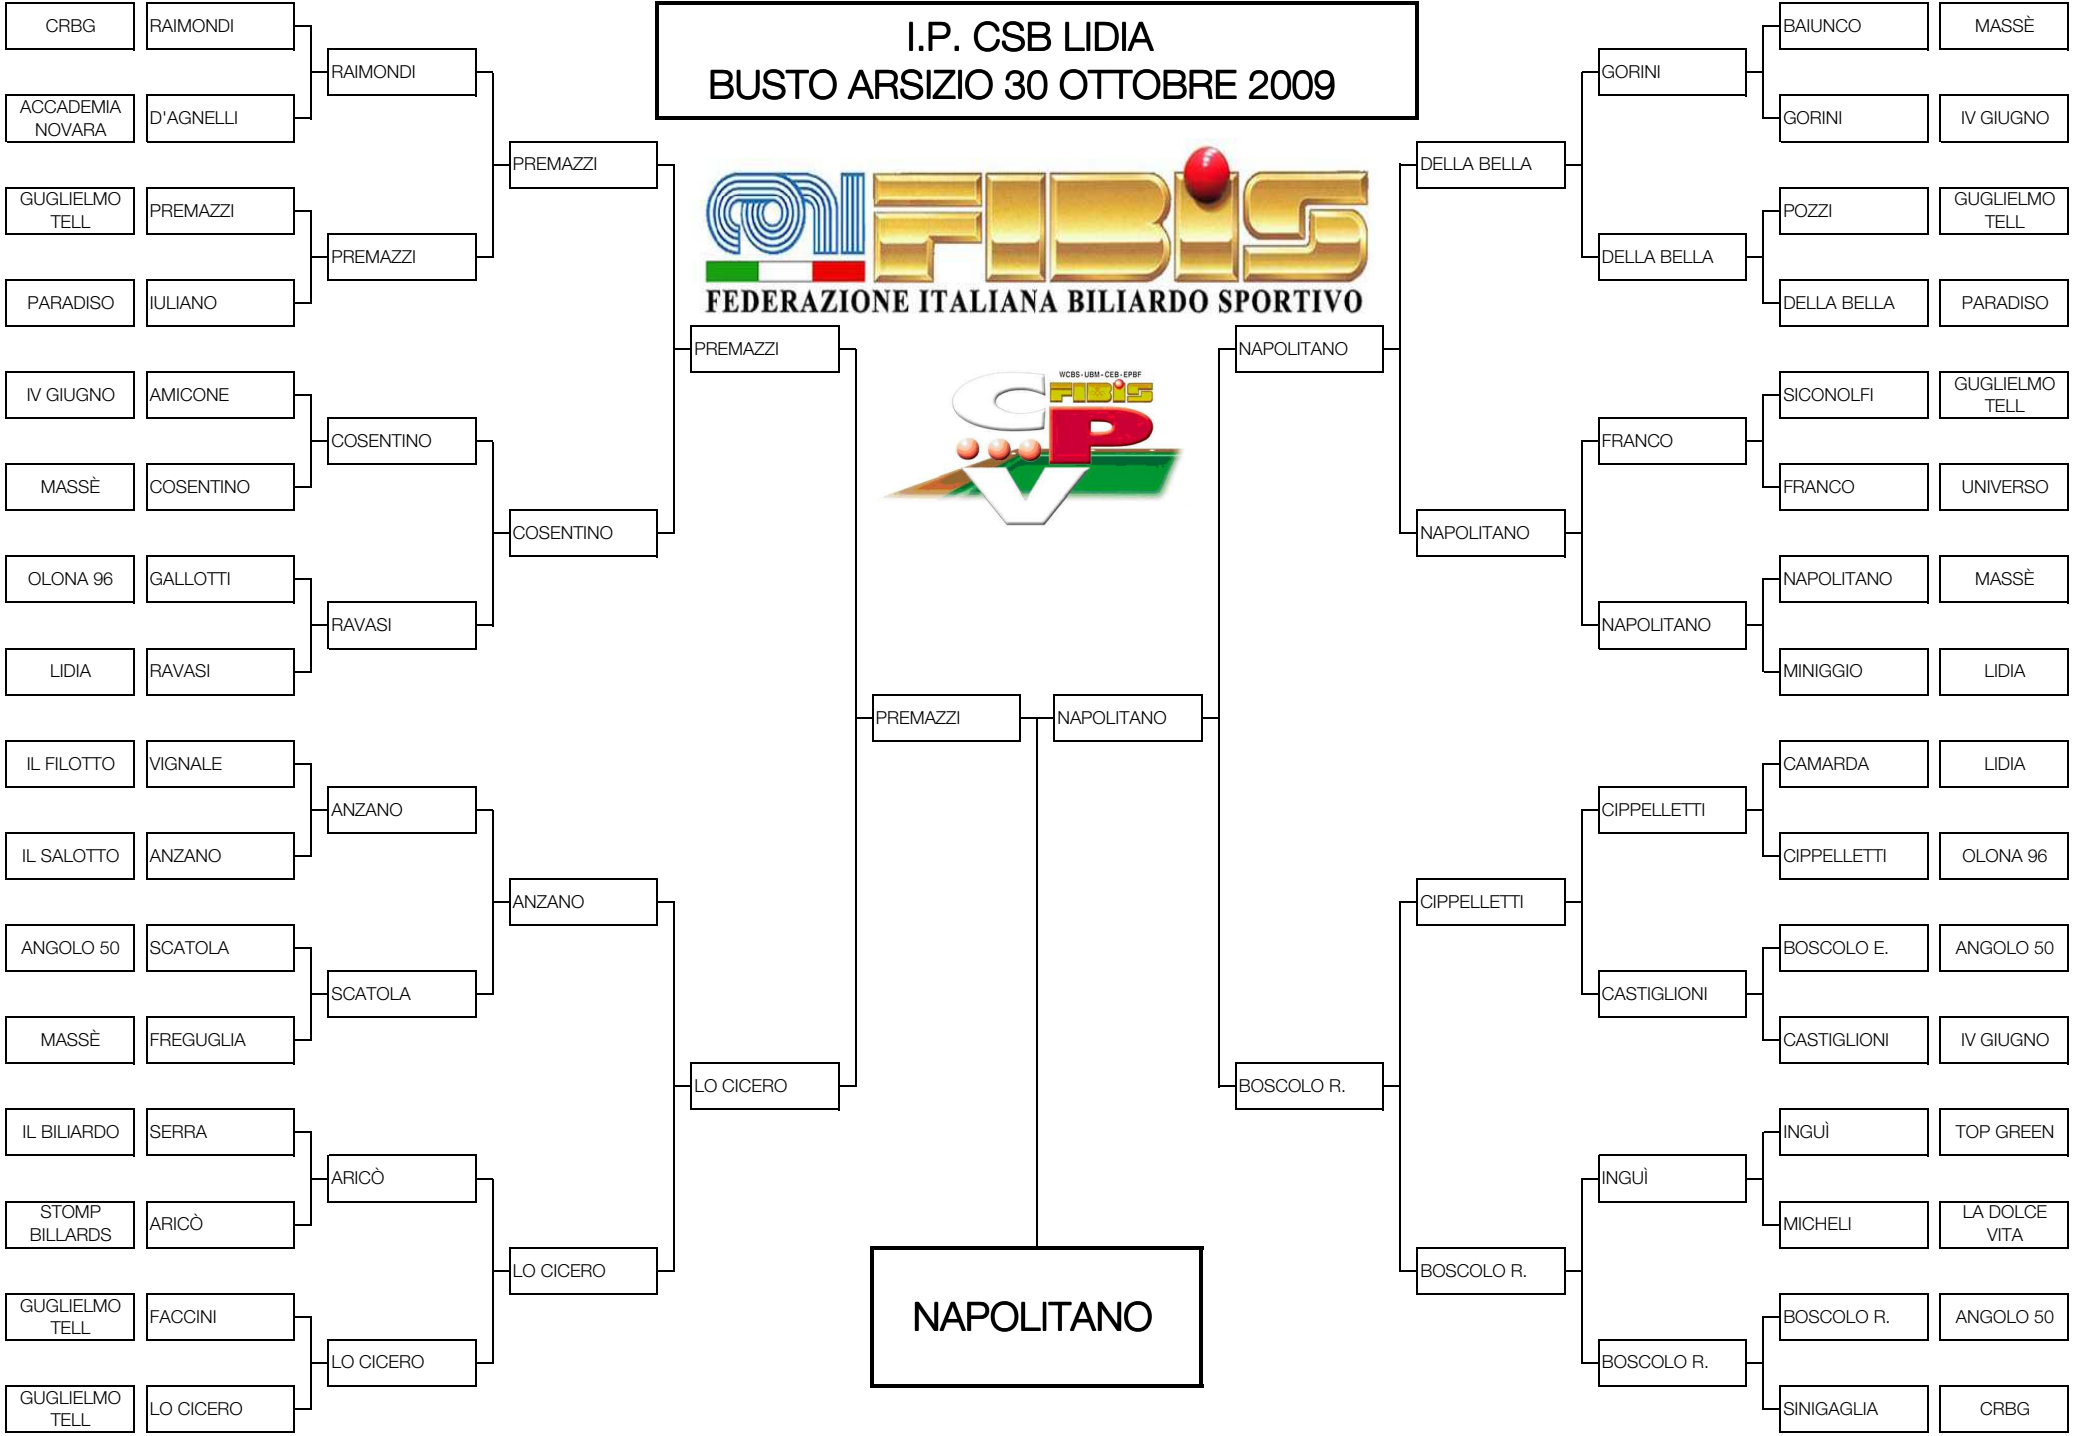 I.P. CSB LIDIA
BUSTO ARSIZIO 30 OTTOBRE 2009
FIBIS
FEDERAZIONE ITALIANA BILIARDO SPORTIVO
WCBS-UBM-CEB-EPBF
FIBIS
C
P
V
CRBG
RAIMONDI
ACCADEMIA
NOVARA
D'AGNELLI
GUGLIELMO
TELL
PREMAZZI
PARADISO
IULIANO
IV GIUGNO
AMICONE
MASSÈ
COSENTINO
OLONA 96
GALLOTTI
LIDIA
RAVASI
IL FILOTTO
VIGNALE
IL SALOTTO
ANZANO
ANGOLO 50
SCATOLA
MASSÈ
FREGUGLIA
IL BILIARDO
SERRA
STOMP
BILLARDS
ARICÒ
GUGLIELMO
TELL
FACCINI
GUGLIELMO
TELL
LO CICERO
RAIMONDI
PREMAZZI
COSENTINO
RAVASI
ANZANO
SCATOLA
ARICÒ
LO CICERO
PREMAZZI
COSENTINO
ANZANO
LO CICERO
PREMAZZI
LO CICERO
PREMAZZI
NAPOLITANO
NAPOLITANO
NAPOLITANO
BOSCOLO R.
DELLA BELLA
NAPOLITANO
CIPPELLETTI
BOSCOLO R.
GORINI
DELLA BELLA
FRANCO
NAPOLITANO
CIPPELLETTI
CASTIGLIONI
INGUÌ
BOSCOLO R.
BAIUNCO
MASSÈ
GORINI
IV GIUGNO
POZZI
GUGLIELMO
TELL
DELLA BELLA
PARADISO
SICONOLFI
GUGLIELMO
TELL
FRANCO
UNIVERSO
NAPOLITANO
MASSÈ
MINIGGIO
LIDIA
CAMARDA
LIDIA
CIPPELLETTI
OLONA 96
BOSCOLO E.
ANGOLO 50
CASTIGLIONI
IV GIUGNO
INGUÌ
TOP GREEN
MICHELI
LA DOLCE
VITA
BOSCOLO R.
ANGOLO 50
SINIGAGLIA
CRBG